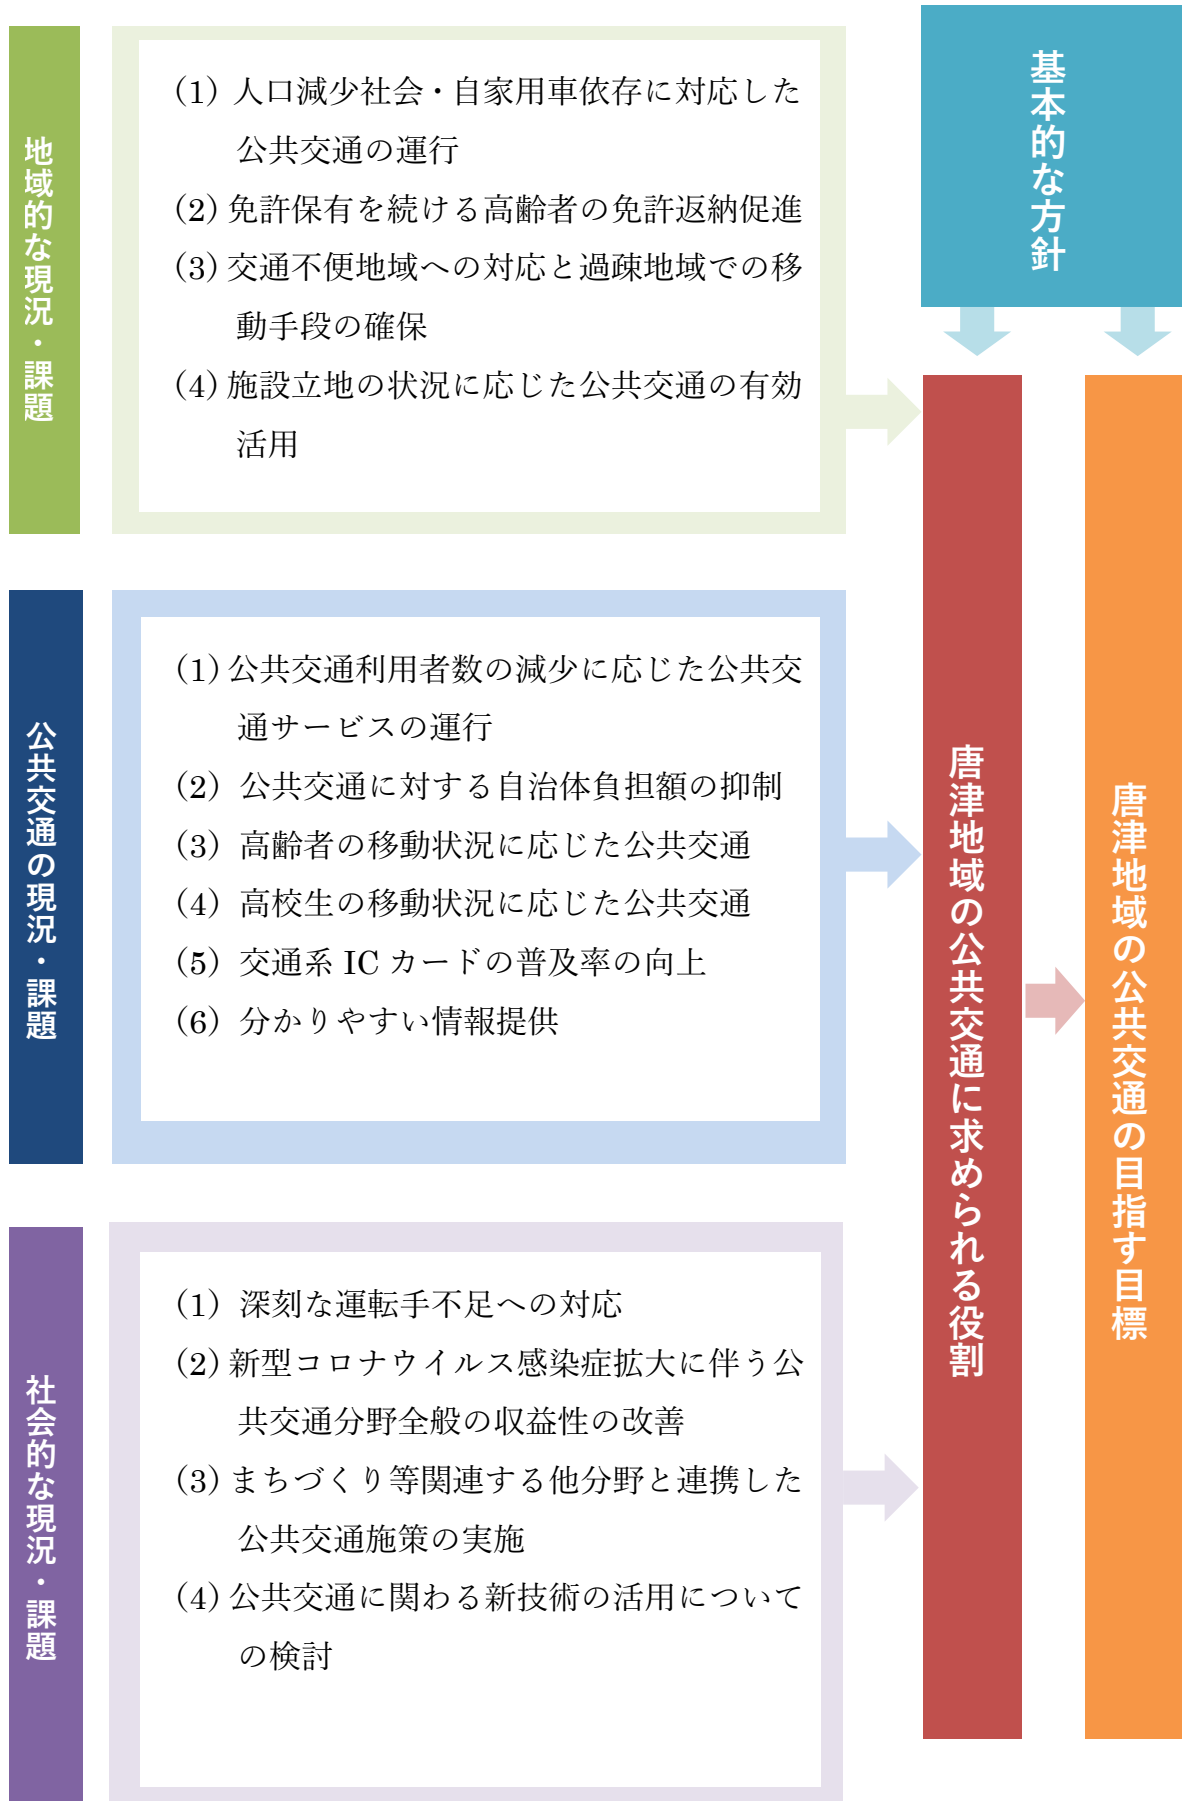 地域的な現況・課題
(1) 人口減少社会・自家用車依存に対応した
公共交通の運行
(2) 免許保有を続ける高齢者の免許返納促進
(3) 交通不便地域への対応と過疎地域での移
動手段の確保
(4) 施設立地の状況に応じた公共交通の有効
活用
公共交通の現況・課題
(1) 公共交通利用者数の減少に応じた公共交
通サービスの運行
(2) 公共交通に対する自治体負担額の抑制
(3) 高齢者の移動状況に応じた公共交通
(4) 高校生の移動状況に応じた公共交通
(5) 交通系 IC カードの普及率の向上
(6) 分かりやすい情報提供
社会的な現況・課題
(1) 深刻な運転手不足への対応
(2) 新型コロナウイルス感染症拡大に伴う公
共交通分野全般の収益性の改善
(3) まちづくり等関連する他分野と連携した
公共交通施策の実施
(4) 公共交通に関わる新技術の活用について
の検討
基本的な方針
唐津地域の公共交通に求められる役割
唐津地域の公共交通の目指す目標